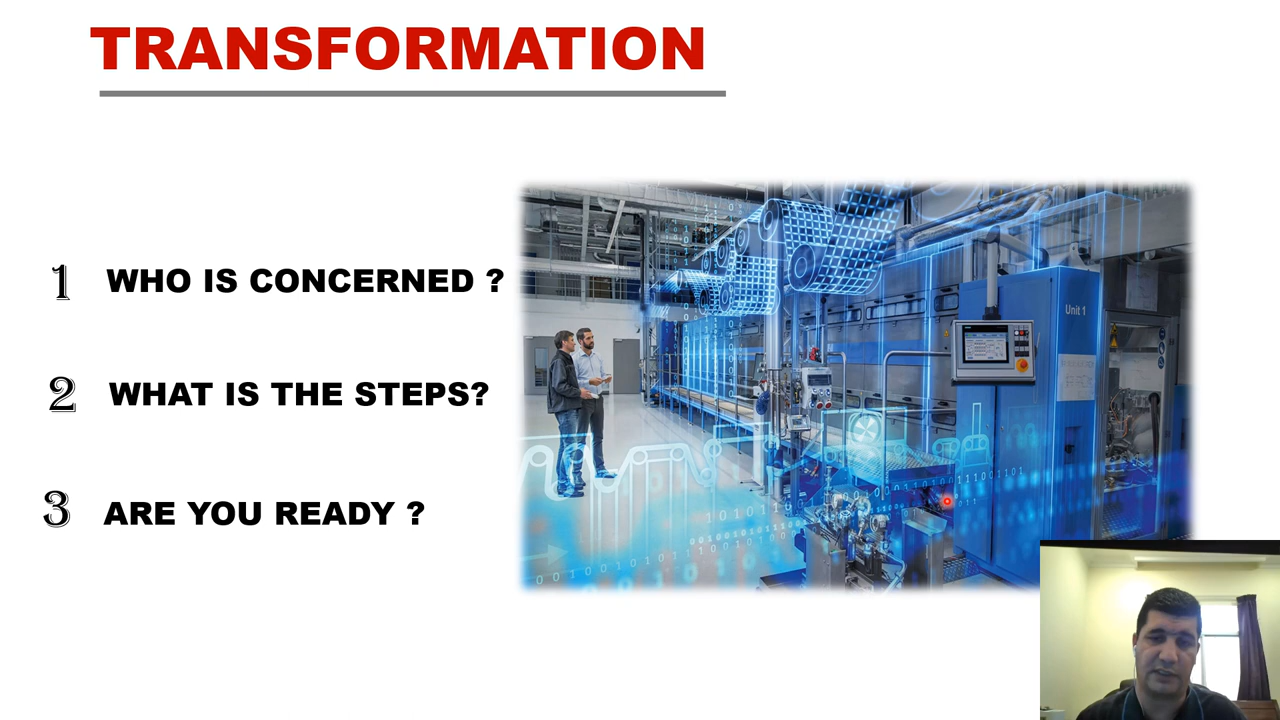 TRANSFORMATION
1 WHO IS CONCERNED ?
2 WHAT IS THE STEPS?
3 ARE YOU READY ?
Unit 1